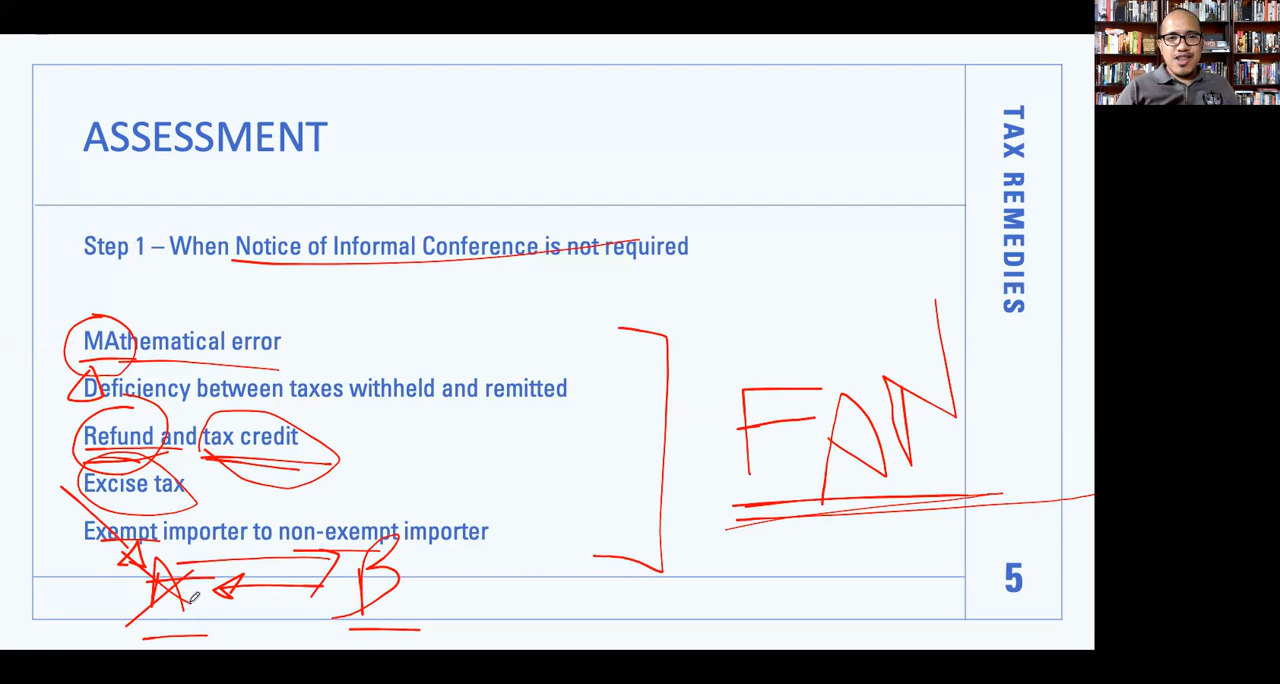 ASSESSMENT
Step 1 – When Notice of Informal Conference is not required
MAthematical error
Deficiency between taxes withheld and remitted
Refund and tax credit
Excise tax
Exempt importer to non-exempt importer
FAN
A B
TAX REMEDIES
5